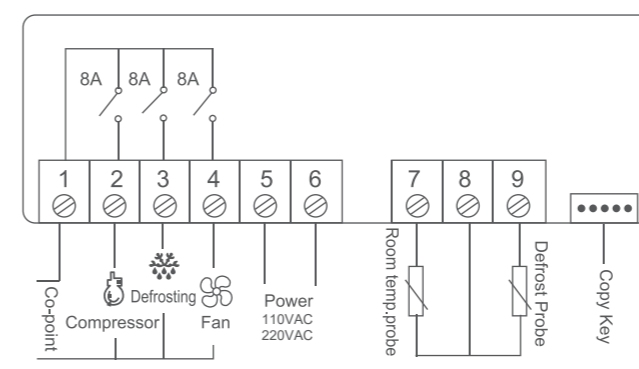 8A 8A 8A
1 2 3 4 5 6 7 8 9
Co-point
Compressor
Defrosting
Fan
Power
110VAC
220VAC
Room temp.probe
Defrost Probe
Copy Key